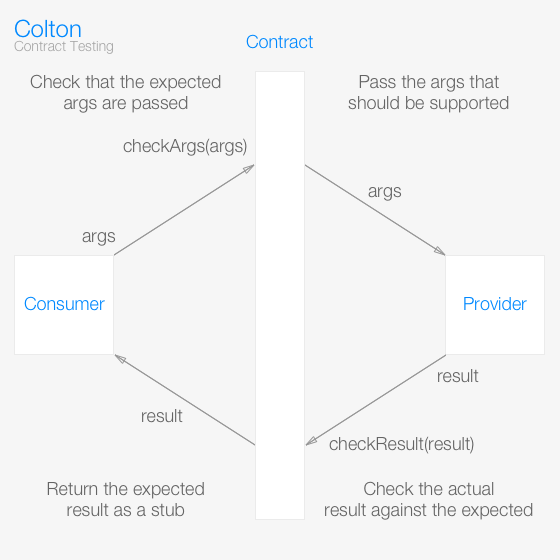 Colton
Contract Testing
Contract
Check that the expected
args are passed
Pass the args that
should be supported
checkArgs(args)
args
args
Consumer
Provider
result
result
checkResult(result)
Return the expected
result as a stub
Check the actual
result against the expected